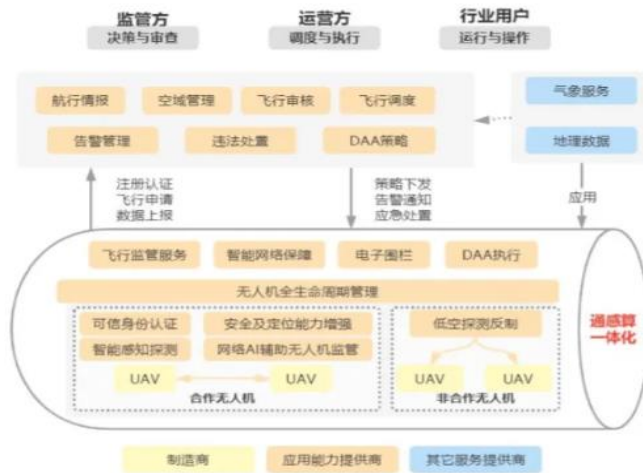 监管方 运营方 行业用户
决策与审查 调度与执行 运行与操作
航行情报 空域管理 飞行审核 飞行调度 气象服务
告警管理 违法处置 DAA策略 地理数据
注册认证 策略下发
飞行申请 告警通知 应用
数据上报 应急处置
飞行监管服务 智能网络保障 电子围栏 DAA执行
无人机全生命周期管理
可信身份认证 安全及定位能力增强 低空探测反制
智能感知探测 网络AI辅助无人机监管
通感算
一体化
UAV UAV UAV UAV
合作无人机 非合作无人机
制造商 应用能力提供商 其它服务提供商